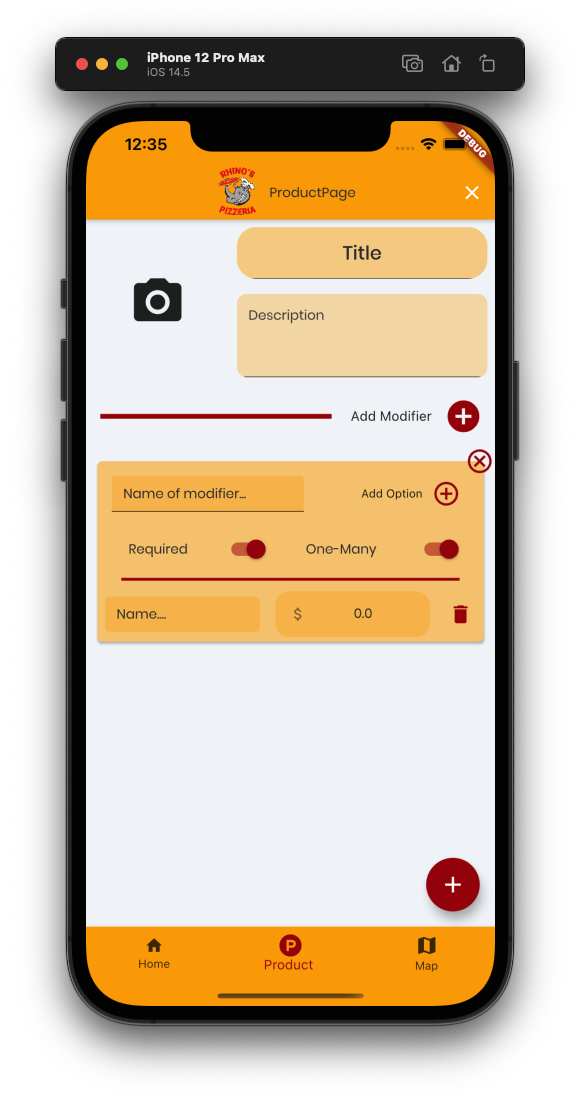 iPhone 12 Pro Max
iOS 14.5
12:35
DEBUG
RHINO'S
PIZZERIA
ProductPage
Title
Description
Add Modifier
Name of modifier...
Add Option
Required
One-Many
Name....
$ 0.0
P
Home
Product
Map